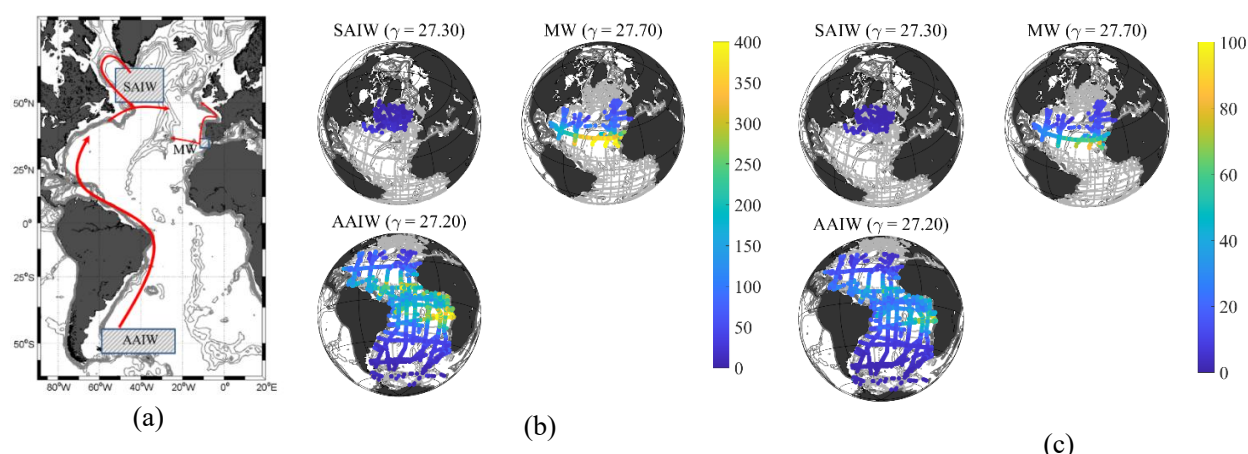 SAIW
MW
AAIW
50°N
25°N
0°
25°S
50°S
80°W 60°W 40°W 20°W 0° 20°E
(a)
SAIW (γ = 27.30) MW (γ = 27.70)
AAIW (γ = 27.20)
400
350
300
250
200
150
100
50
0
(b)
SAIW (γ = 27.30) MW (γ = 27.70)
AAIW (γ = 27.20)
100
80
60
40
20
0
(c)